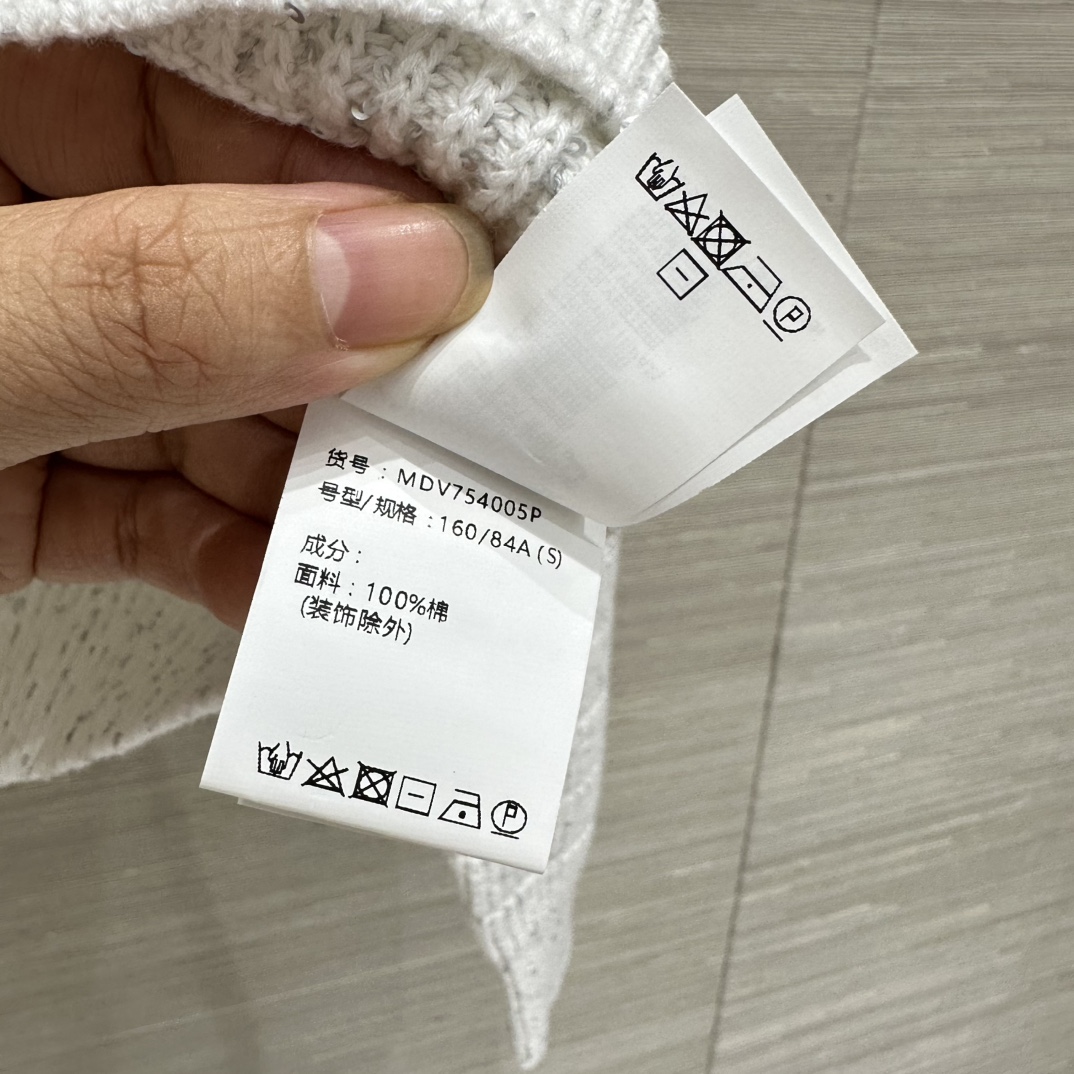 P
货号：MDV754005P
号型/规格：160/84A(S)
成分：
面料：100%棉
(装饰除外)
P